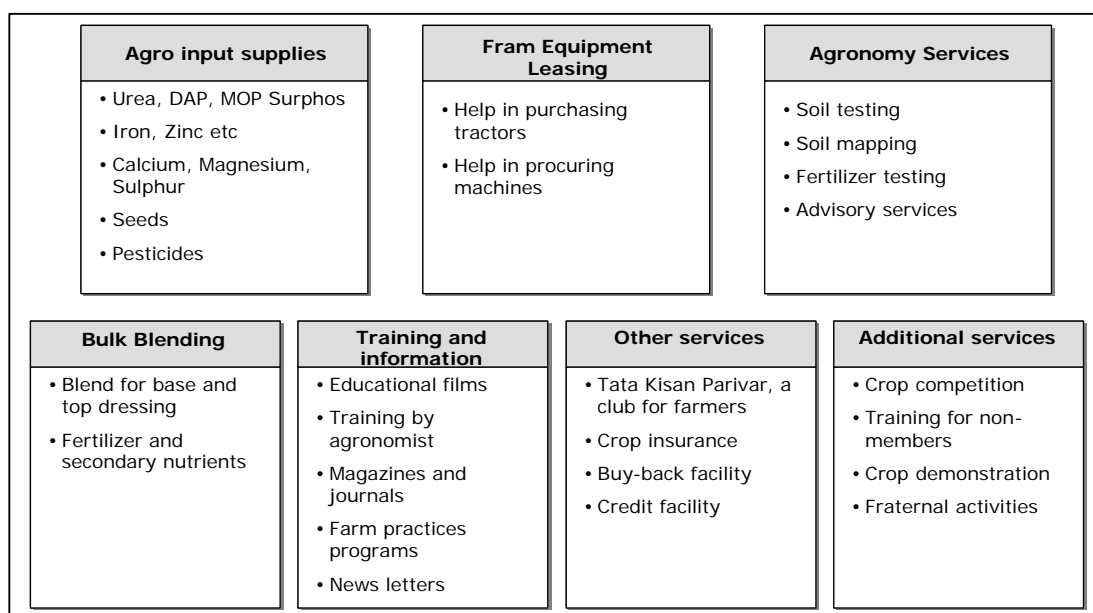 Agro input supplies
• Urea, DAP, MOP Surphos
• Iron, Zinc etc
• Calcium, Magnesium,
Sulphur
• Seeds
• Pesticides
Fram Equipment
Leasing
• Help in purchasing
tractors
• Help in procuring
machines
Agronomy Services
• Soil testing
• Soil mapping
• Fertilizer testing
• Advisory services
Bulk Blending
• Blend for base and
top dressing
• Fertilizer and
secondary nutrients
Training and
information
• Educational films
• Training by
agronomist
• Magazines and
journals
• Farm practices
programs
• News letters
Other services
• Tata Kisan Parivar, a
club for farmers
• Crop insurance
• Buy-back facility
• Credit facility
Additional services
• Crop competition
• Training for non-
members
• Crop demonstration
• Fraternal activities